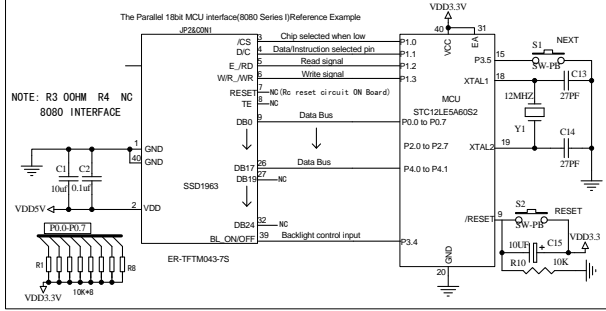 The Parallel 18bit MCU interface(8080 Series I)Reference Example
JP2&CON1
NOTE: R3 0OHM R4 NC
8080 INTERFACE
/CS 3 Chip selected when low P1.0
D/C 4 Data/Instruction selected pin P1.1
E_/RD 5 Read signal P1.2
W/R_/WR 6 Write signal P1.3
RESET 7 NC(Rc reset circuit ON Board)
TE 8 NC
DB0 9 Data Bus P0.0 to P0.7
P2.0 to P2.7
DB17 26 Data Bus P4.0 to P4.1
DB19 27 NC
DB24 32 NC
BL_ON/OFF 39 Backlight control input P3.4
1 GND
40 GND
2 VDD
SSD1963
ER-TFTM043-7S
C1 C2
10uf 0.1uf
VDD5V
P0.0-P0.7
R1 R8
10K*8
VDD3.3V
VDD3.3V
40 31
VCC EA
MCU
STC12LE5A60S2
P3.5 15
XTAL1 18
XTAL2 19
/RESET 9
GND
20
S1 NEXT
SW-PB
C13
27PF
12MHZ
Y1
C14
27PF
S2 RESET
SW-PB
10UF + C15
VDD3.3
R10 10K